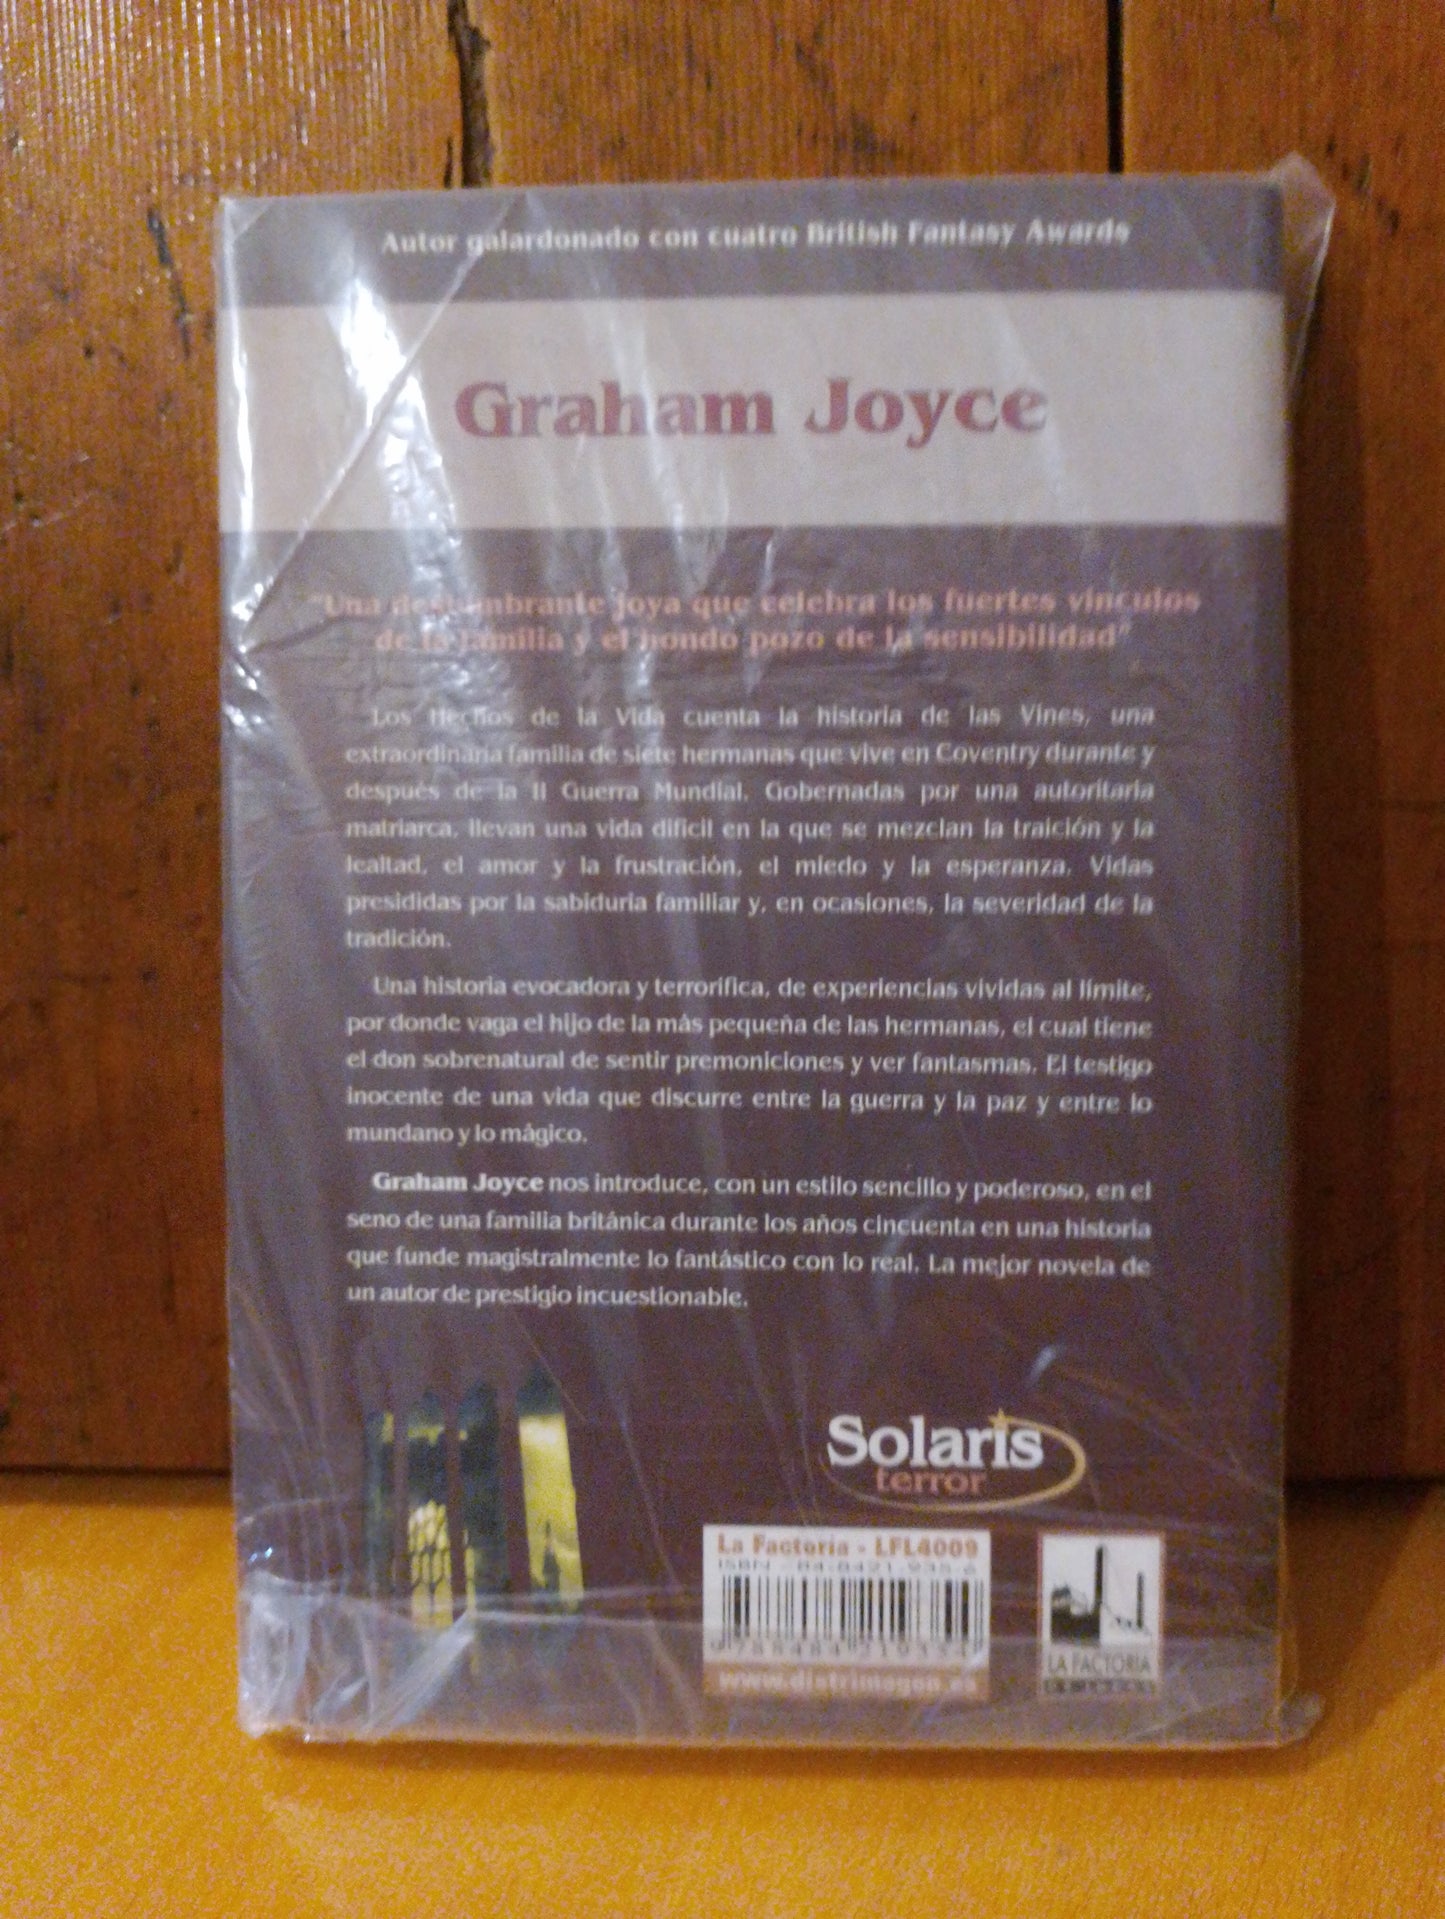 Autor galardonado con cuatro British Fantasy Awards
Graham Joyce
"Una deslumbrante joya que celebra los fuertes vínculos
de la familia y el hondo pozo de la sensibilidad"
Los Hechos de la Vida cuenta la historia de las Vines, una
extraordinaria familia de siete hermanas que vive en Coventry durante y
después de la II Guerra Mundial. Gobernadas por una autoritaria
matriarca, llevan una vida difícil en la que se mezclan la traición y la
lealtad, el amor y la frustración, el miedo y la esperanza. Vidas
presididas por la sabiduría familiar y, en ocasiones, la severidad de la
tradición.
Una historia evocadora y terrorífica, de experiencias vividas al límite,
por donde vaga el hijo de la más pequeña de las hermanas, el cual tiene
el don sobrenatural de sentir premoniciones y ver fantasmas. El testigo
inocente de una vida que discurre entre la guerra y la paz y entre lo
mundano y lo mágico.
Graham Joyce nos introduce, con un estilo sencillo y poderoso, en el
seno de una familia británica durante los años cincuenta en una historia
que funde magistralmente lo fantástico con lo real. La mejor novela de
un autor de prestigio incuestionable.
Solaris
terror
La Factoria - LFL4009
ISBN 84-8421-935-6
www.distrimagen.es
LA FACTORIA